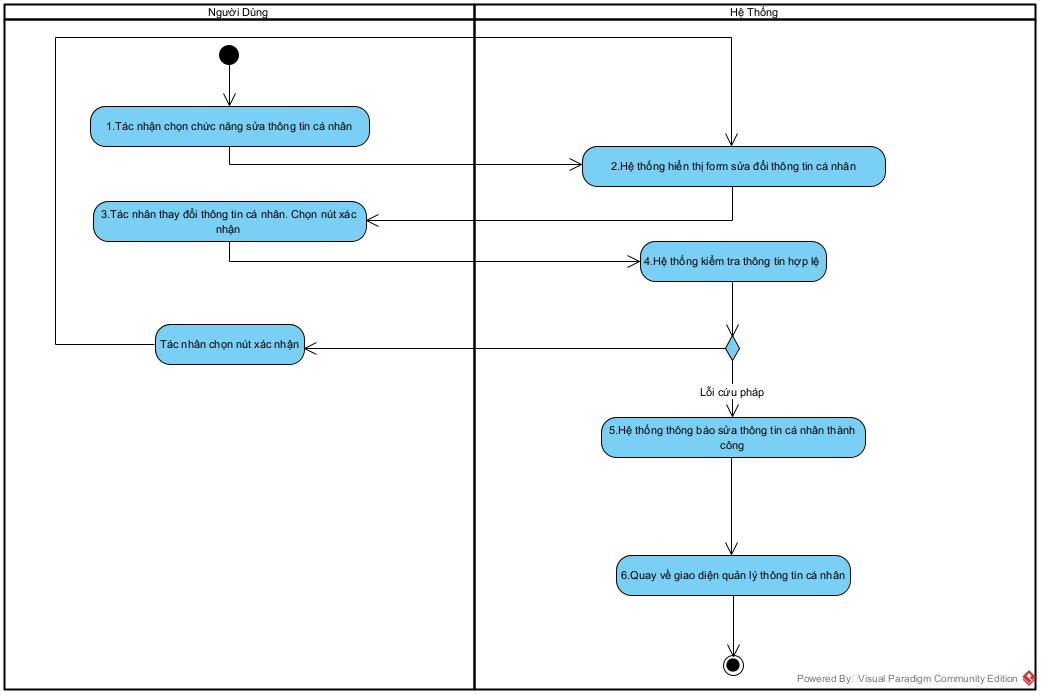 Người Dùng
Hệ Thống
1.Tác nhận chọn chức năng sửa thông tin cá nhân
2.Hệ thống hiển thị form sửa đổi thông tin cá nhân
3.Tác nhân thay đổi thông tin cá nhân. Chọn nút xác
nhận
4.Hệ thống kiểm tra thông tin hợp lệ
Tác nhân chọn nút xác nhận
Lỗi cứu pháp
5.Hệ thống thông báo sửa thông tin cá nhân thành
công
6.Quay về giao diện quản lý thông tin cá nhân
Powered By Visual Paradigm Community Edition